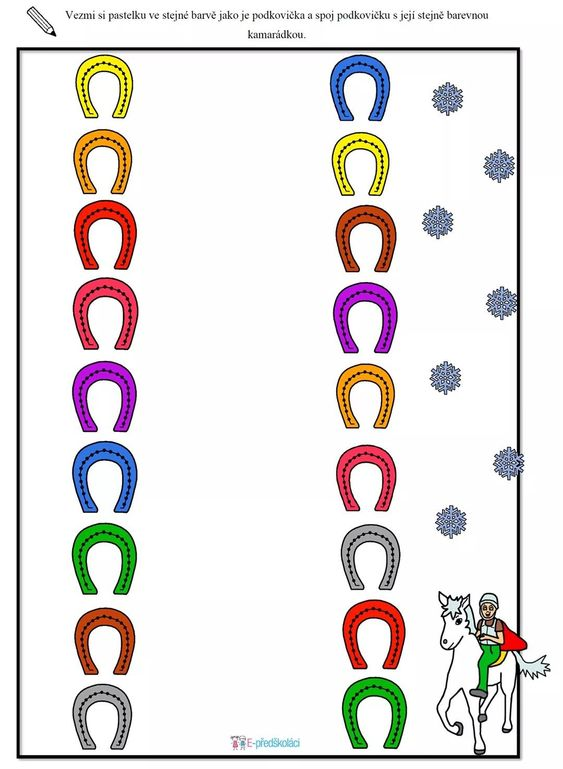 Vezmi si pastelku ve stejné barvě jako je podkovička a spoj podkovičku s její stejně barevnou
kamarádkou.
E-předškoláci